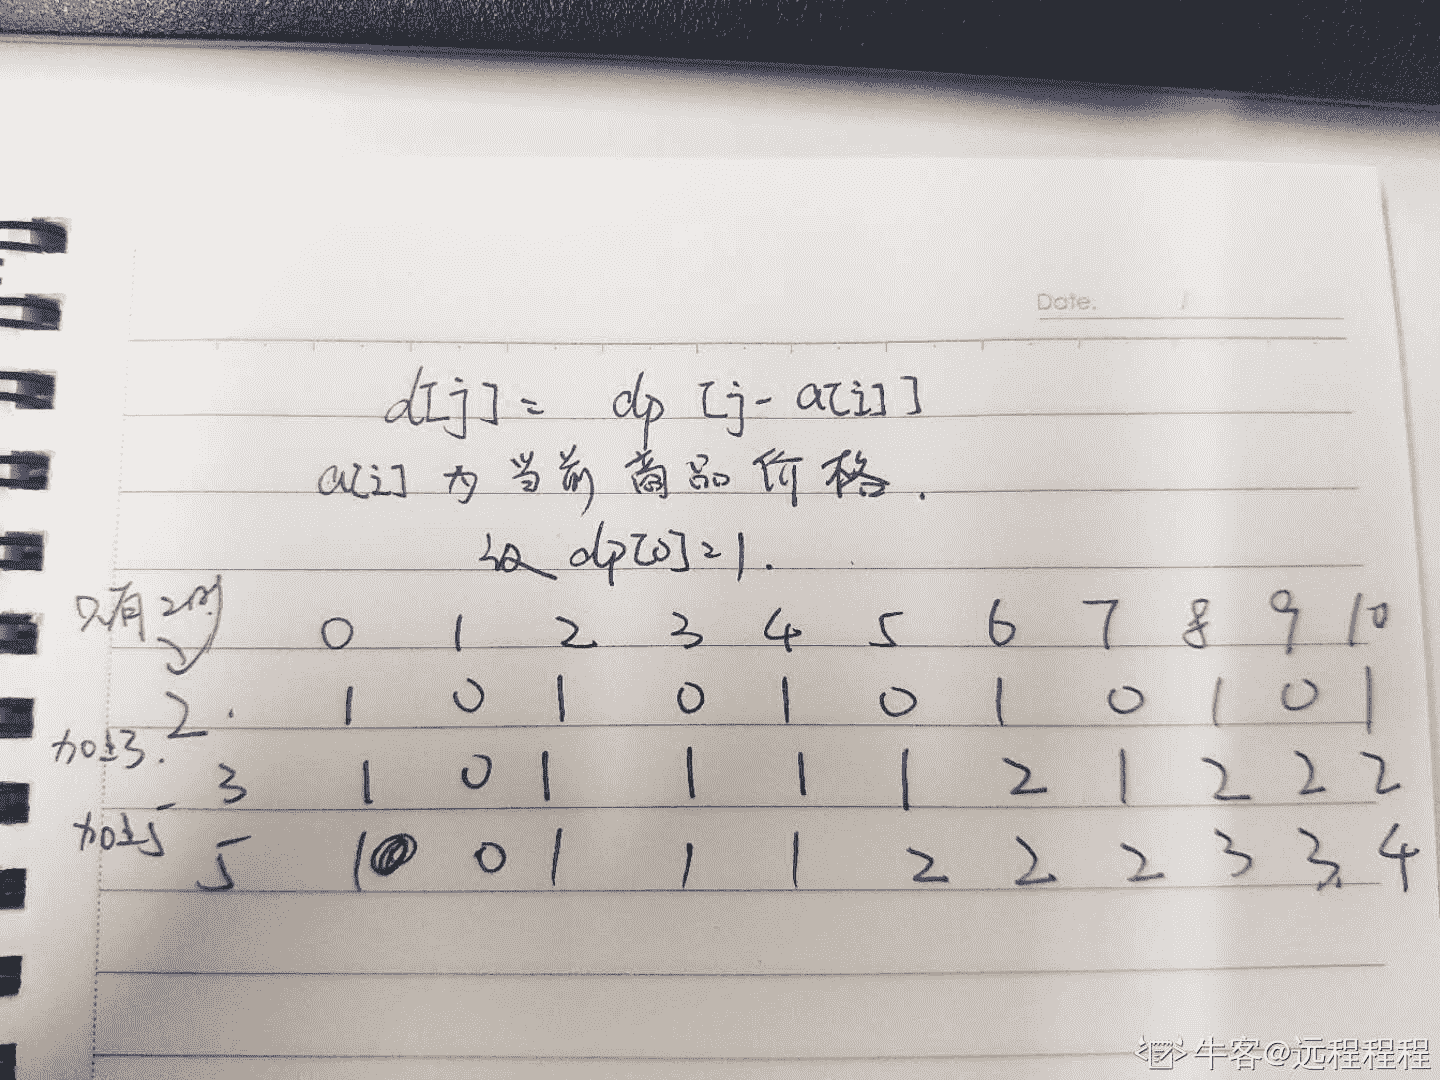 Date.
d[j] = dp [j- a[i]]
a[i] 为当前商品价格.
设 dp[0]=1.
只有2时
0 1 2 3 4 5 6 7 8 9 10
2. 1 0 1 0 1 0 1 0 1 0 1
加上3.
3 1 0 1 1 1 1 2 1 2 2 2
加上5
5 1 0 1 1 1 2 2 2 3 3 4
牛客@远程程程